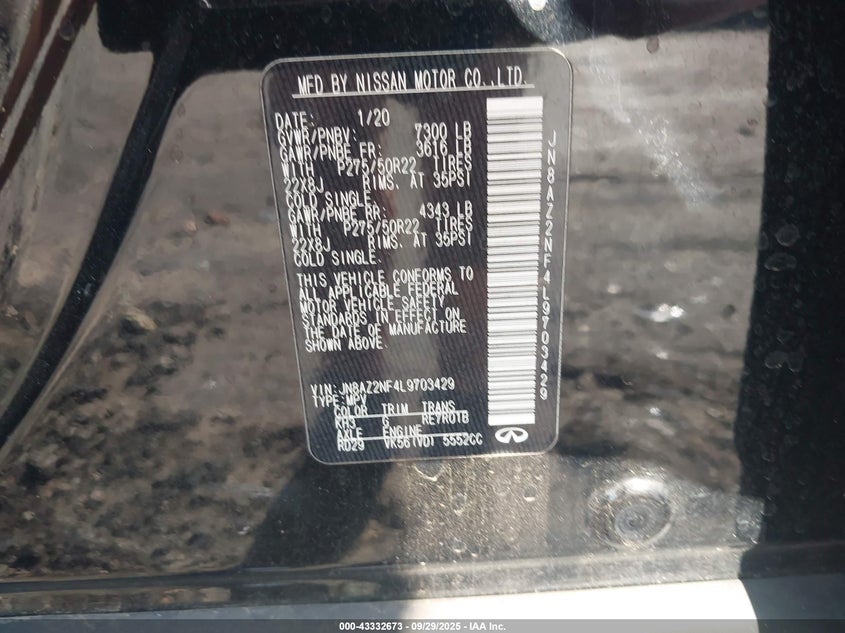 MFD BY NISSAN MOTOR CO.,LTD.
DATE: 1/20
GVWR/PNBV: 7300 LB
GAWR/PNBE FR: 3616 LB
WITH P275/50R22 TIRES
22X8J RIMS. AT 35PSI
COLD SINGLE.
GAWR/PNBE RR: 4343 LB
WITH P275/50R22 TIRES
22X8J RIMS. AT 35PSI
COLD SINGLE.
THIS VEHICLE CONFORMS TO
ALL APPLICABLE FEDERAL
MOTOR VEHICLE SAFETY
STANDARDS IN EFFECT ON
THE DATE OF MANUFACTURE
SHOWN ABOVE.
VIN: JN8AZ2NF4L9703429
TYPE:MPV
COLOR TRIM TRANS
KH3 G RE7R01B
AXLE ENGINE
RD29 VK56(VD) 5552CC
JN8AZ2NF4L9703429
000-43332673 - 09/29/2025 - IAA Inc.